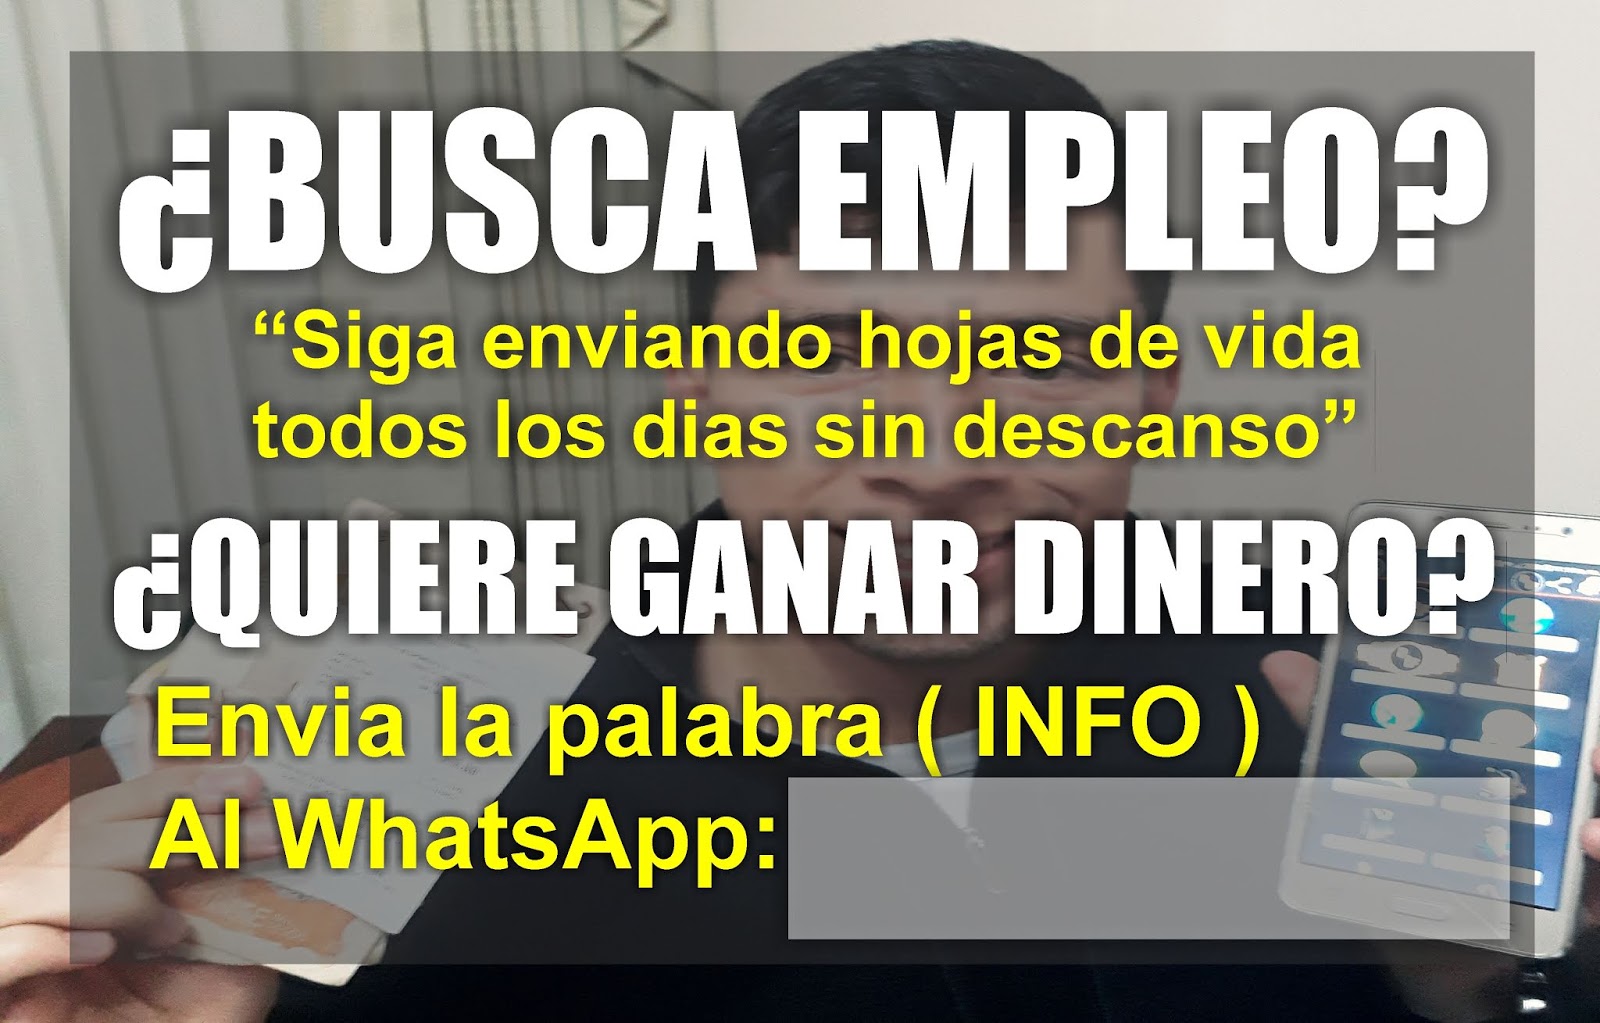 ¿BUSCA EMPLEO?
“Siga enviando hojas de vida
todos los dias sin descanso”
¿QUIERE GANAR DINERO?
Envia la palabra ( INFO )
Al WhatsApp: